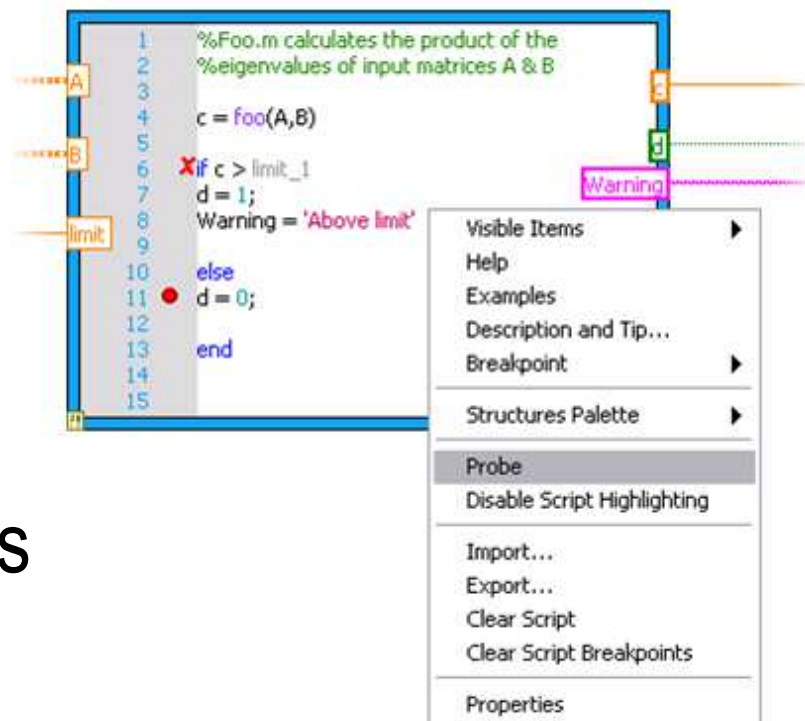 1 %Foo.m calculates the product of the
A 2 %eigenvalues of input matrices A & B
3 c
4 c = foo(A,B)
B 5 d
6 if c > limit_1
7 d = 1; Warning
limit 8 Warning = 'Above limit'
9
10 else
11 d = 0;
12
13 end
14
15
Visible Items
Help
Examples
Description and Tip...
Breakpoint
Structures Palette
Probe
Disable Script Highlighting
Import...
Export...
Clear Script
Clear Script Breakpoints
Properties
s